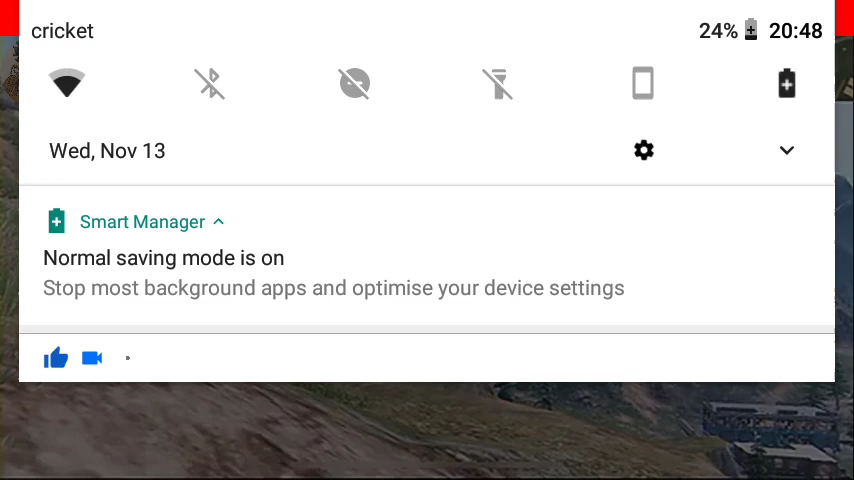 cricket
24% 20:48
Wed, Nov 13
Smart Manager
Normal saving mode is on
Stop most background apps and optimise your device settings